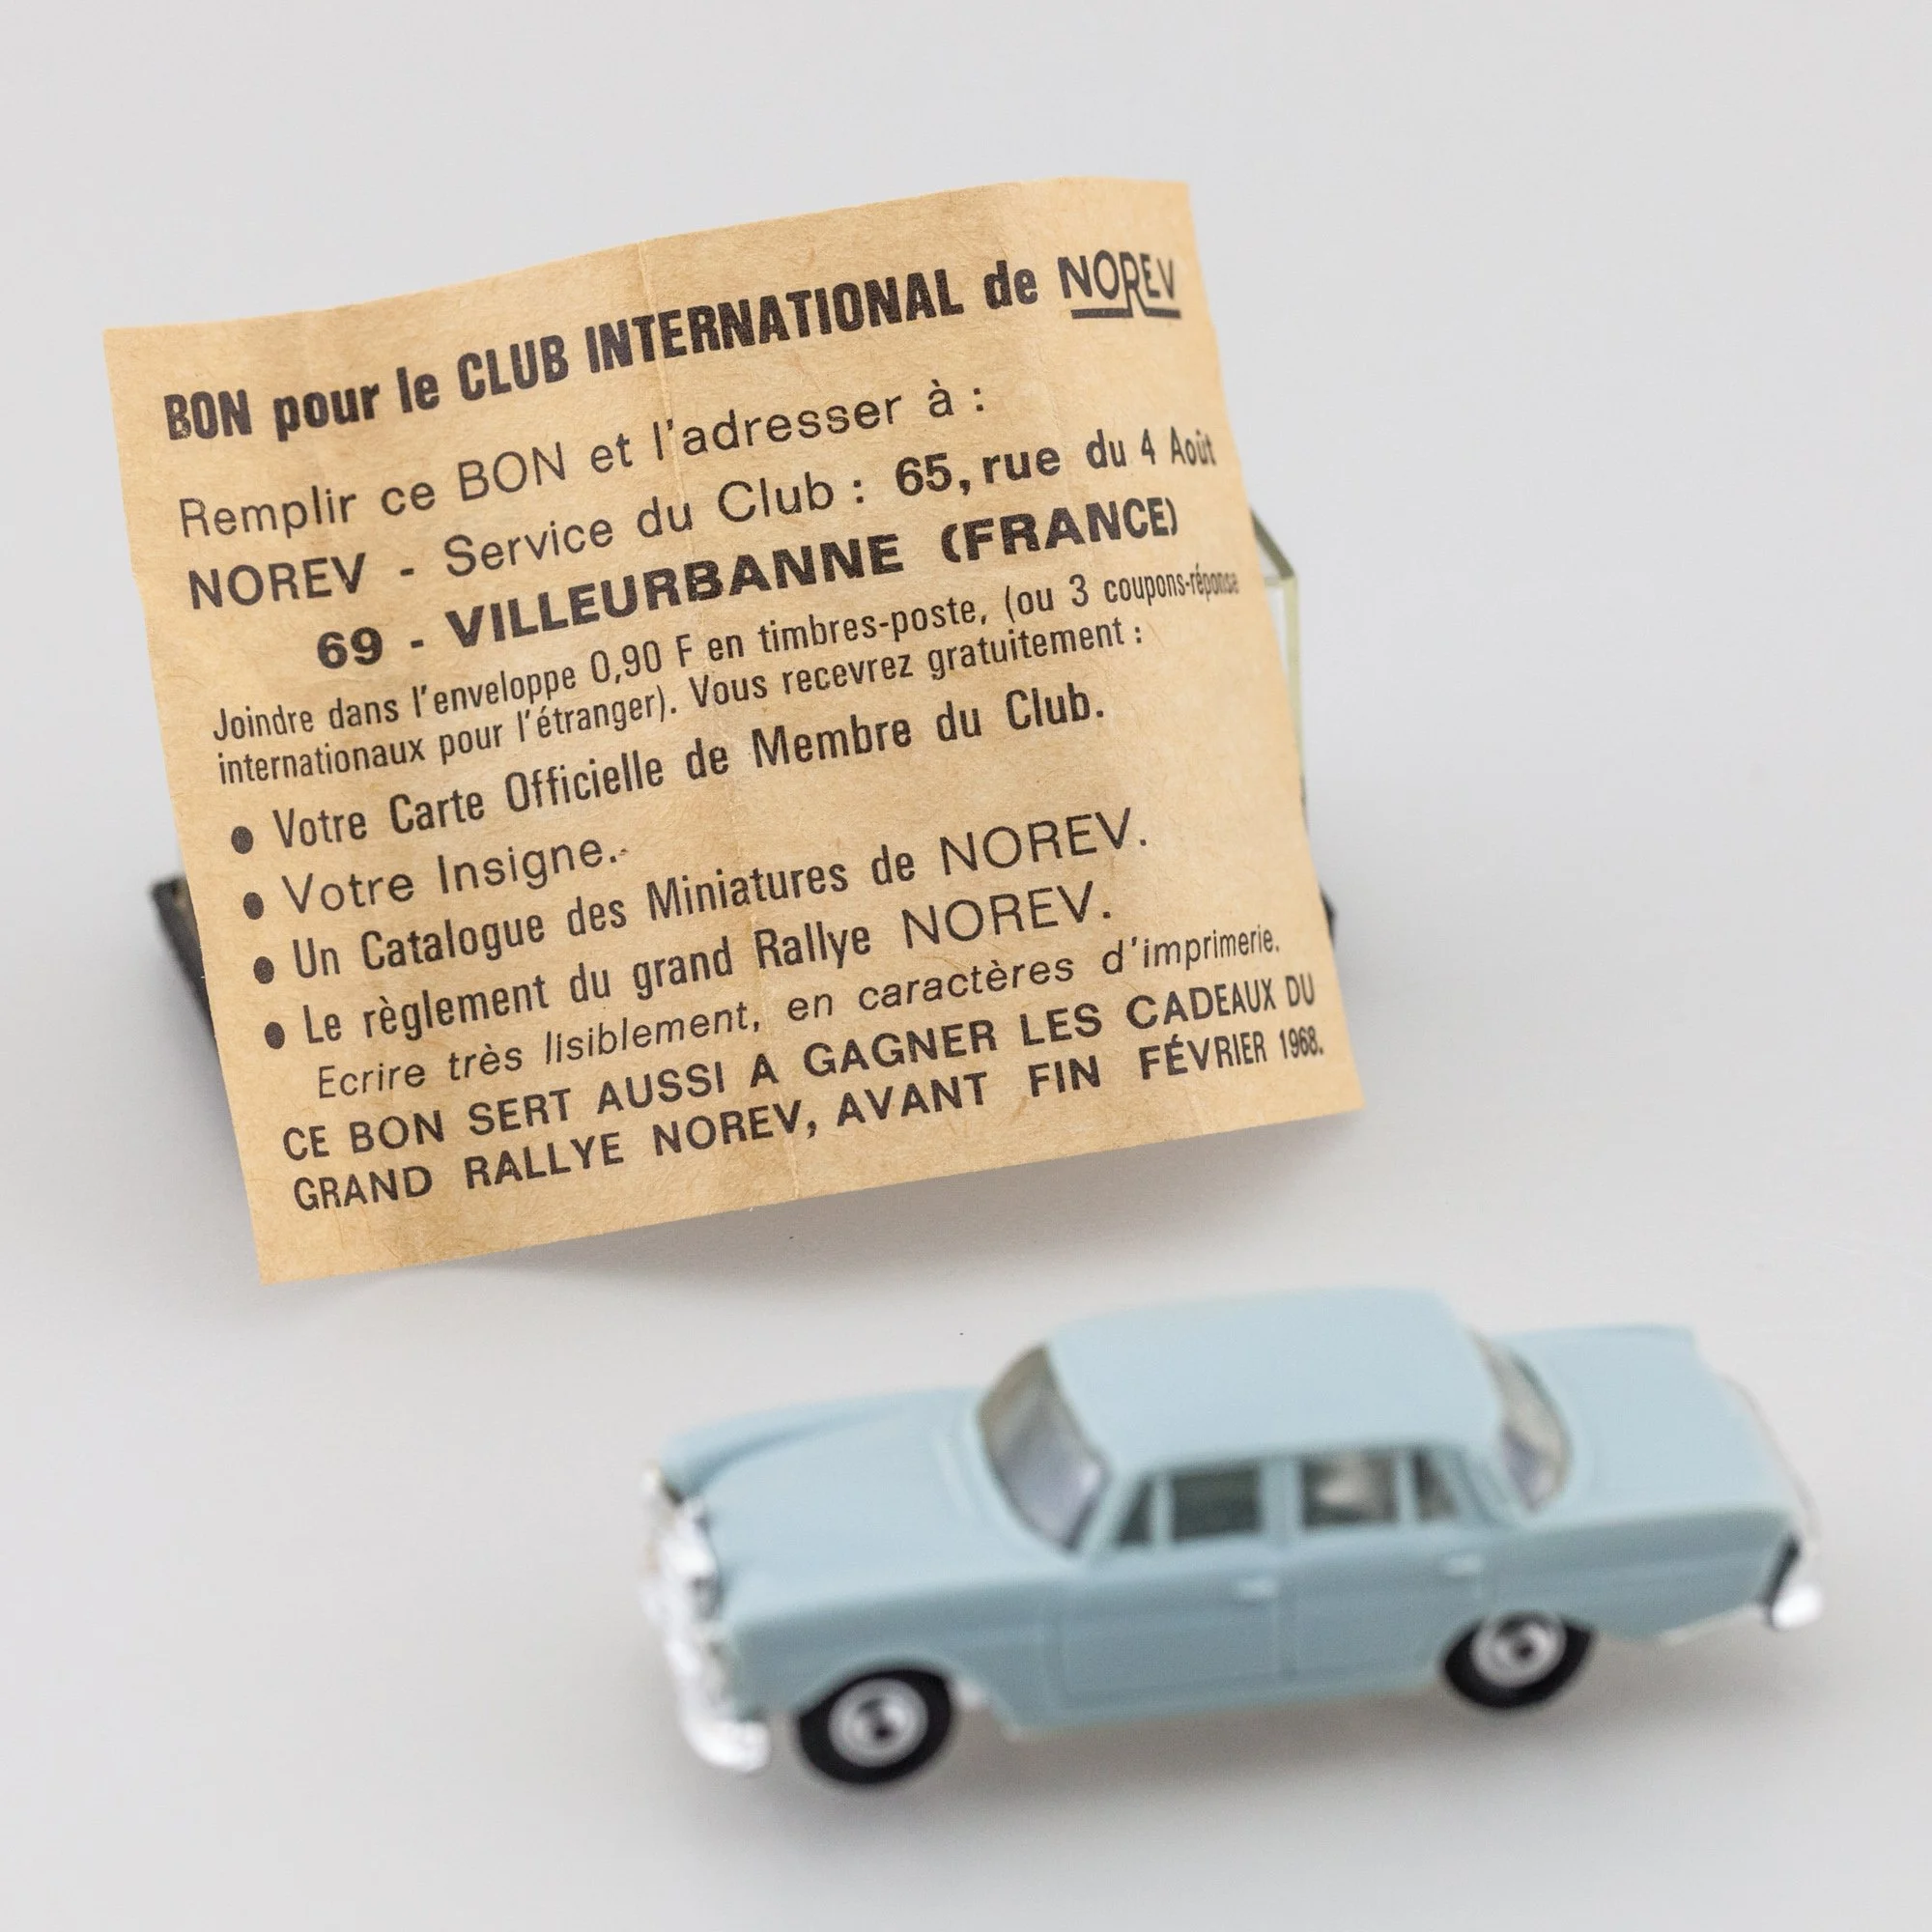 BON pour le CLUB INTERNATIONAL de NOREV
Remplir ce BON et l'adresser à :
NOREV - Service du Club : 65, rue du 4 Août
69 - VILLEURBANNE (FRANCE)
Joindre dans l'enveloppe 0,90 F en timbres-poste, (ou 3 coupons-réponse
internationaux pour l'étranger). Vous recevrez gratuitement :
● Votre Carte Officielle de Membre du Club.
● Votre Insigne.
● Un Catalogue des Miniatures de NOREV.
● Le règlement du grand Rallye NOREV.
Ecrire très lisiblement, en caractères d'imprimerie.
CE BON SERT AUSSI A GAGNER LES CADEAUX DU
GRAND RALLYE NOREV, AVANT FIN FÉVRIER 1968.